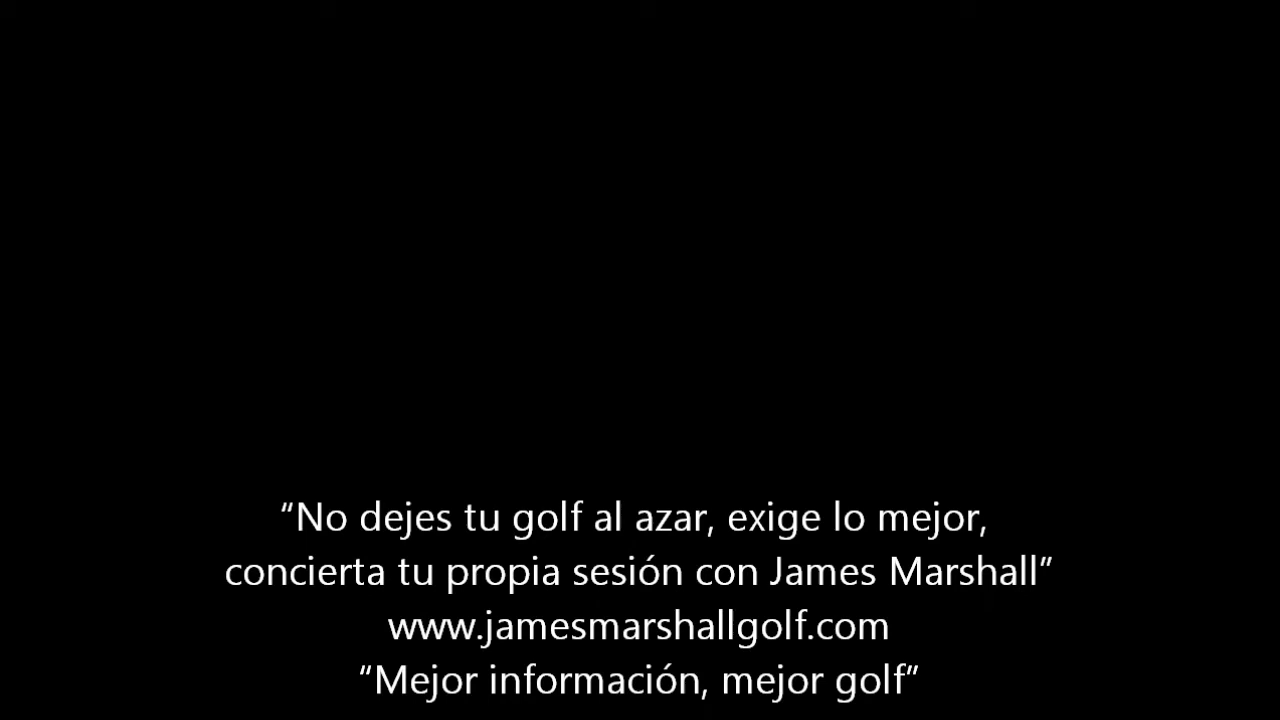 “No dejes tu golf al azar, exige lo mejor,
concierta tu propia sesión con James Marshall”
www.jamesmarshallgolf.com
“Mejor información, mejor golf”